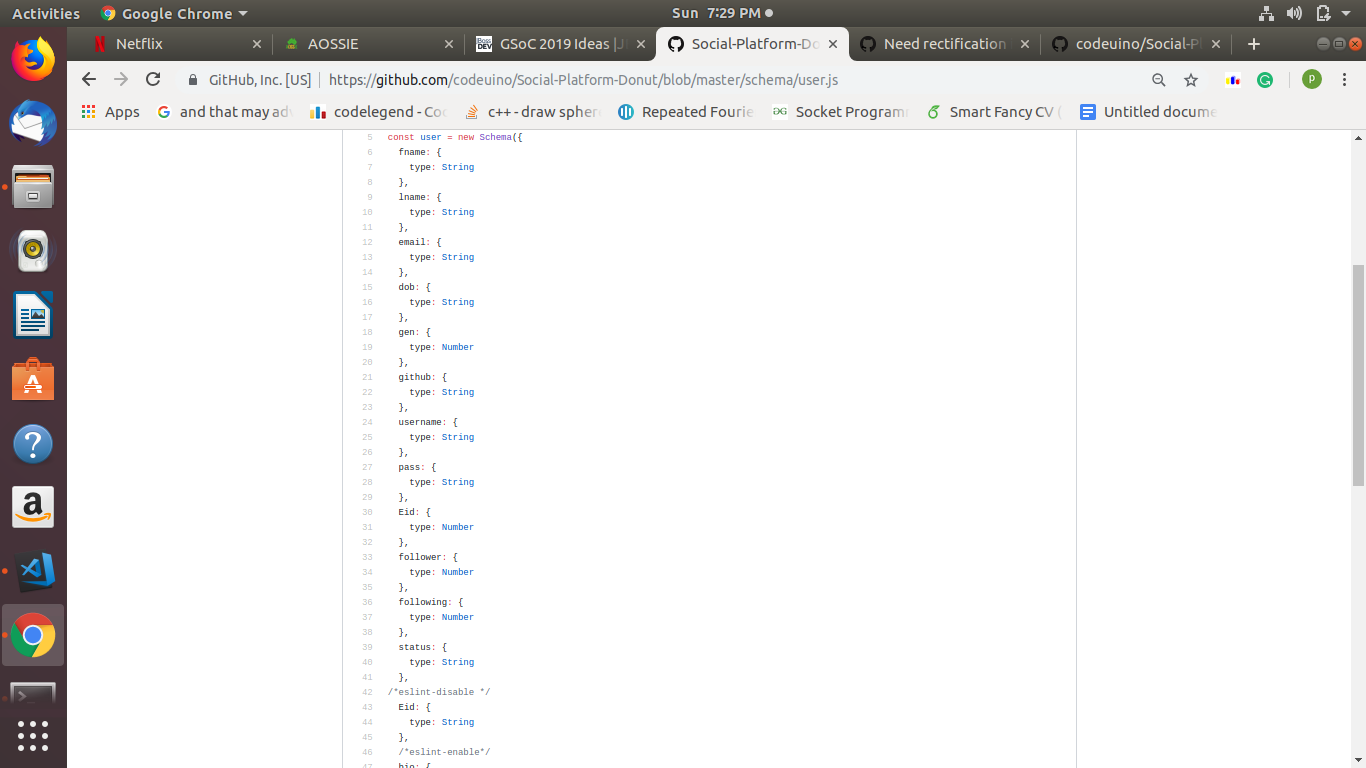 Activities Google Chrome Sun 7:29 PM
Netflix AOSSIE GSoC 2019 Ideas | Social-Platform-Do Need rectification codeuino/Social-Pl
GitHub, Inc. [US] https://github.com/codeuino/Social-Platform-Donut/blob/master/schema/user.js p
Apps and that may adv codelegend - Coc c++ - draw sphere Repeated Fourie Socket Program Smart Fancy CV ( Untitled docume
5 const user = new Schema({
6 fname: {
7 type: String
8 },
9 lname: {
10 type: String
11 },
12 email: {
13 type: String
14 },
15 dob: {
16 type: String
17 },
18 gen: {
19 type: Number
20 },
21 github: {
22 type: String
23 },
24 username: {
25 type: String
26 },
27 pass: {
28 type: String
29 },
30 Eid: {
31 type: Number
32 },
33 follower: {
34 type: Number
35 },
36 following: {
37 type: Number
38 },
39 status: {
40 type: String
41 },
42 /*eslint-disable */
43 Eid: {
44 type: String
45 },
46 /*eslint-enable*/
47 bio: {